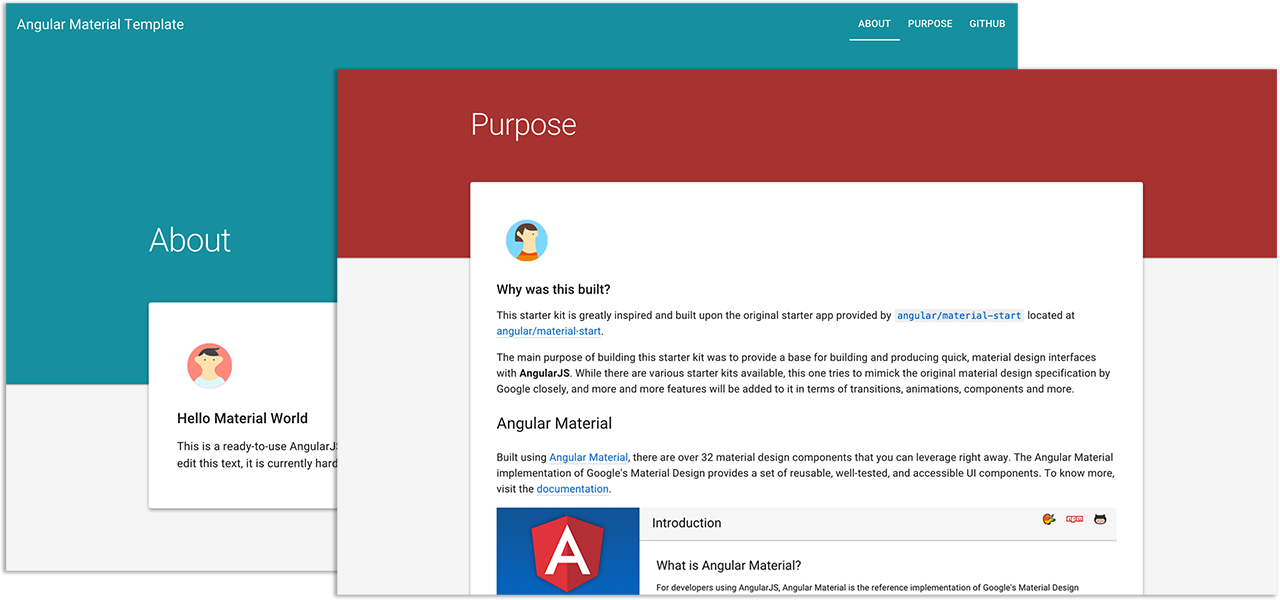 Angular Material Template
ABOUT PURPOSE GITHUB
About
Hello Material World
This is a ready-to-use AngularJS
edit this text, it is currently hard
Purpose
Why was this built?
This starter kit is greatly inspired and built upon the original starter app provided by angular/material-start located at
angular/material-start.
The main purpose of building this starter kit was to provide a base for building and producing quick, material design interfaces
with AngularJS. While there are various starter kits available, this one tries to mimick the original material design specification by
Google closely, and more and more features will be added to it in terms of transitions, animations, components and more.
Angular Material
Built using Angular Material, there are over 32 material design components that you can leverage right away. The Angular Material
implementation of Google's Material Design provides a set of reusable, well-tested, and accessible UI components. To know more,
visit the documentation.
A
Introduction
npm
What is Angular Material?
For developers using AngularJS, Angular Material is the reference implementation of Google's Material Design